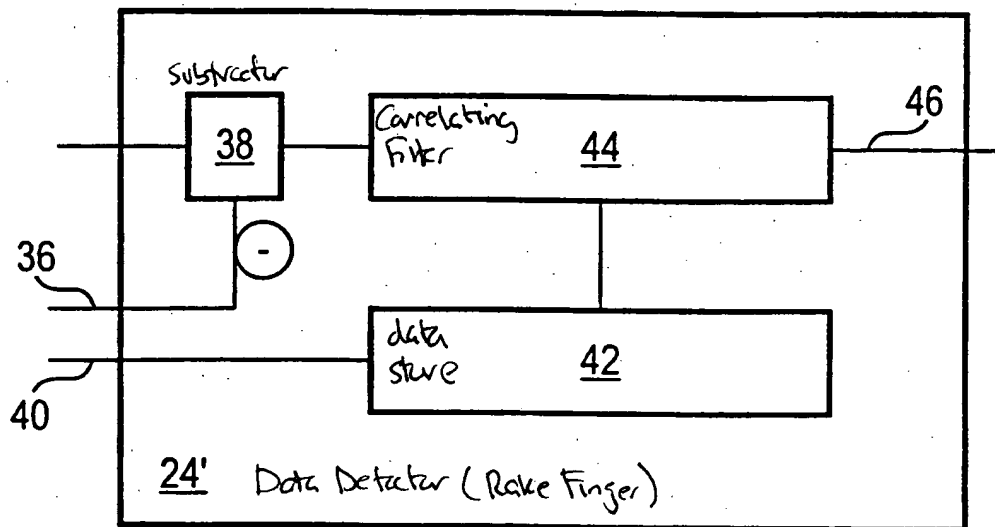 substractor
38
Correlating
Filter
44
46
-
36
data
store
42
40
24' Data Detector (Rake Finger)